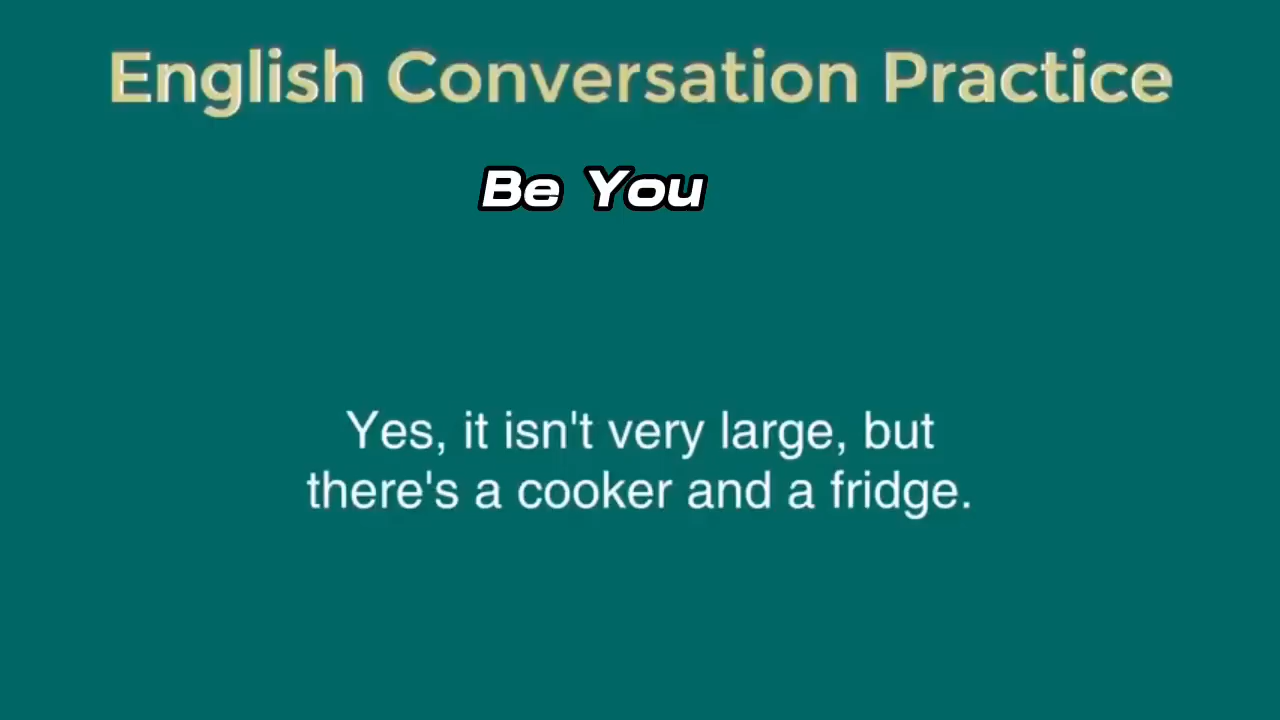 English Conversation Practice
Be You
Yes, it isn't very large, but
there's a cooker and a fridge.